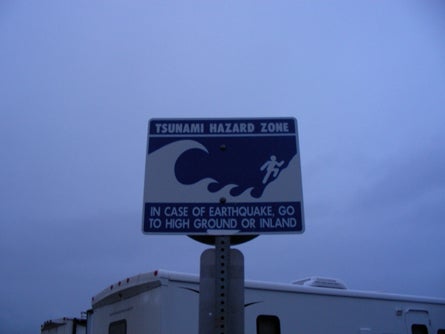 TSUNAMI HAZARD ZONE
IN CASE OF EARTHQUAKE, GO
TO HIGH GROUND OR INLAND